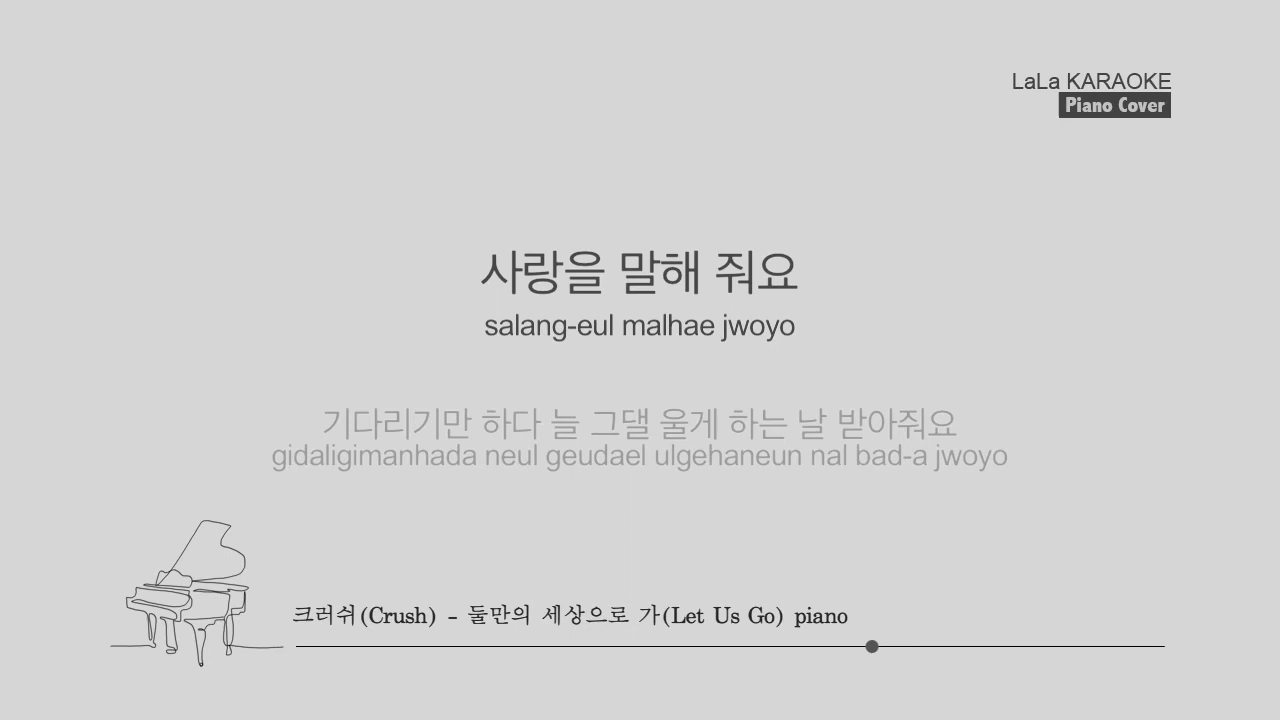 LaLa KARAOKE
Piano Cover
사랑을 말해 줘요
salang-eul malhae jwoyo
기다리기만 하다 늘 그댈 울게 하는 날 받아줘요
gidaligimanhada neul geudael ulgehaneun nal bad-a jwoyo
크러쉬(Crush) - 둘만의 세상으로 가(Let Us Go) piano